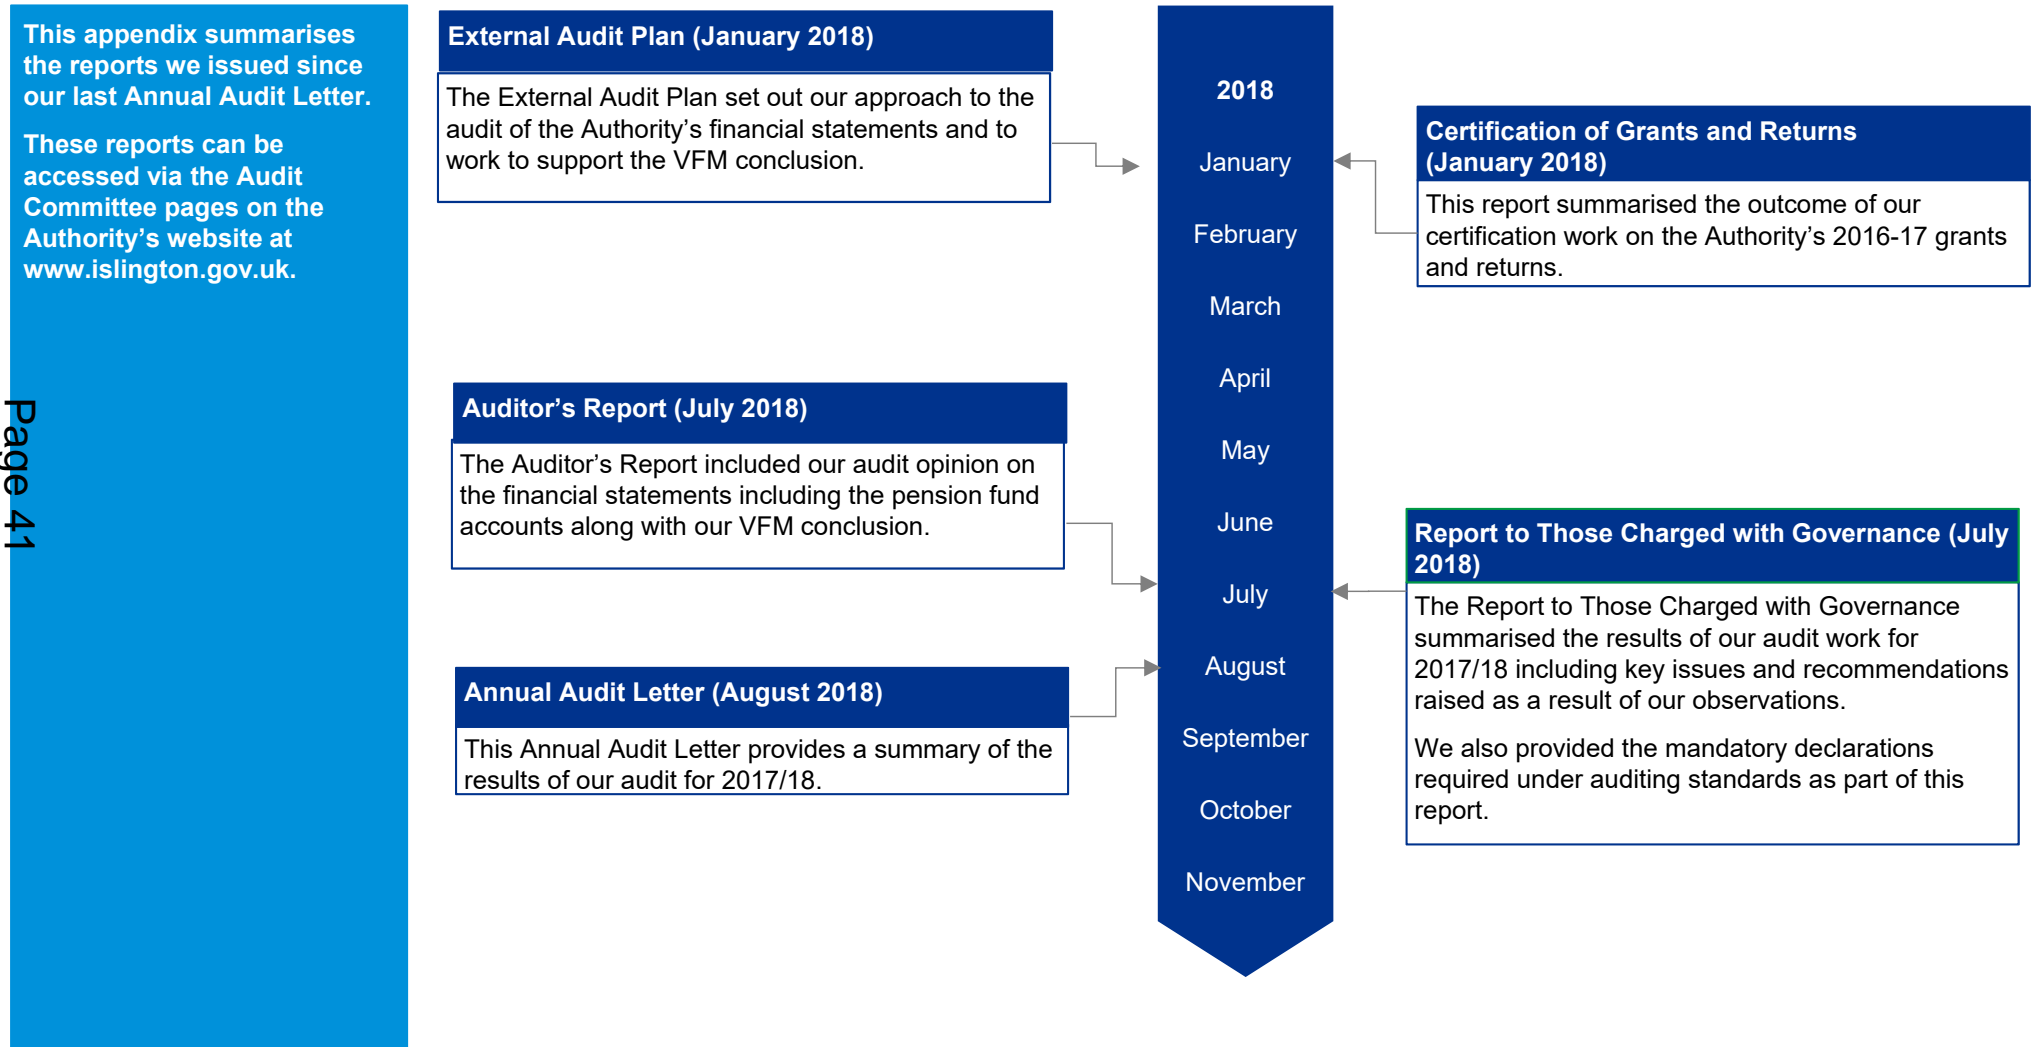 This appendix summarises
the reports we issued since
our last Annual Audit Letter.
These reports can be
accessed via the Audit
Committee pages on the
Authority’s website at
www.islington.gov.uk.
Page 41
External Audit Plan (January 2018)
The External Audit Plan set out our approach to the
audit of the Authority’s financial statements and to
work to support the VFM conclusion.
Auditor’s Report (July 2018)
The Auditor’s Report included our audit opinion on
the financial statements including the pension fund
accounts along with our VFM conclusion.
Annual Audit Letter (August 2018)
This Annual Audit Letter provides a summary of the
results of our audit for 2017/18.
2018
January
February
March
April
May
June
July
August
September
October
November
Certification of Grants and Returns
(January 2018)
This report summarised the outcome of our
certification work on the Authority’s 2016-17 grants
and returns.
Report to Those Charged with Governance (July
2018)
The Report to Those Charged with Governance
summarised the results of our audit work for
2017/18 including key issues and recommendations
raised as a result of our observations.
We also provided the mandatory declarations
required under auditing standards as part of this
report.